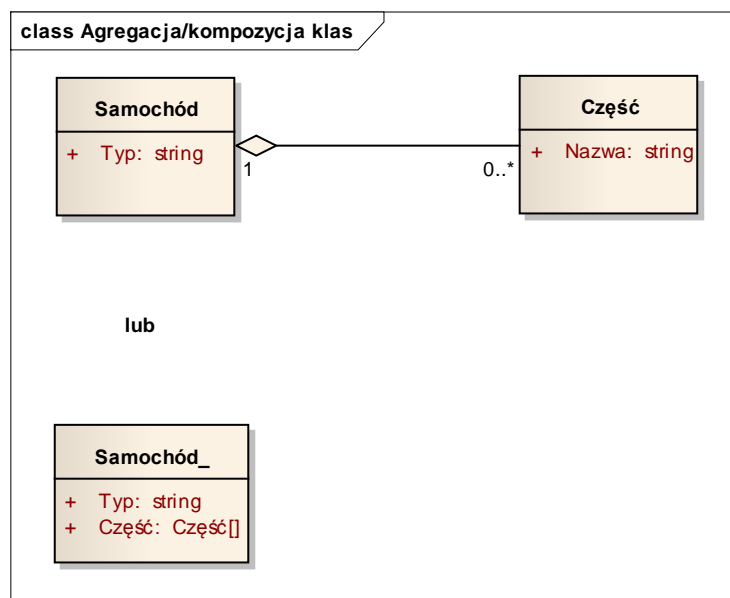 class Agregacja/kompozycja klas
Samochód
+ Typ: string
1
0..*
Część
+ Nazwa: string
lub
Samochód_
+ Typ: string
+ Część: Część[]